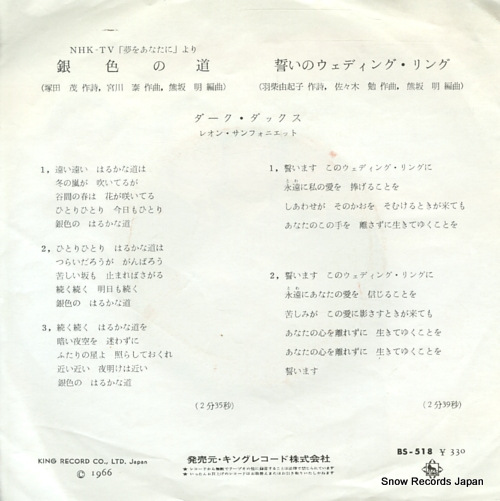 NHK-TV「夢をあなたに」より
銀色の道
(塚田 茂 作詩, 宮川 泰 作曲, 熊坂 明 編曲)
誓いのウェディング・リング
(羽柴由起子 作詩, 佐々木 勉 作曲, 熊坂 明 編曲)
ダーク・ダックス
レオン・サンフォニエット
1, 遠い遠い はるかな道は
冬の嵐が 吹いてるが
谷間の春は 花が咲いてる
ひとりひとり 今日もひとり
銀色の はるかな道
2, ひとりひとり はるかな道は
つらいだろうが がんばろう
苦しい坂も 止まればさがる
続く続く 明日も続く
銀色の はるかな道
3, 続く続く はるかな道を
暗い夜空を 迷わずに
ふたりの星よ 照らしておくれ
近い近い 夜明けは近い
銀色の はるかな道
(2分35秒)
1, 誓います このウェディング・リングに
永遠に私の愛を 捧げることを
しあわせが そのかおを そむけるときが来ても
あなたのこの手を 離さずに生きてゆくことを
2, 誓います このウェディング・リングに
永遠にあなたの愛を 信じることを
苦しみが この愛に影さすときが来ても
あなたの心を離れずに 生きてゆくことを
あなたの心を離れずに 生きてゆくことを
誓います
(2分39秒)
KING RECORD CO., LTD. Japan
© 1966
発売元・キングレコード株式会社
BS-518 ¥330
Snow Records Japan